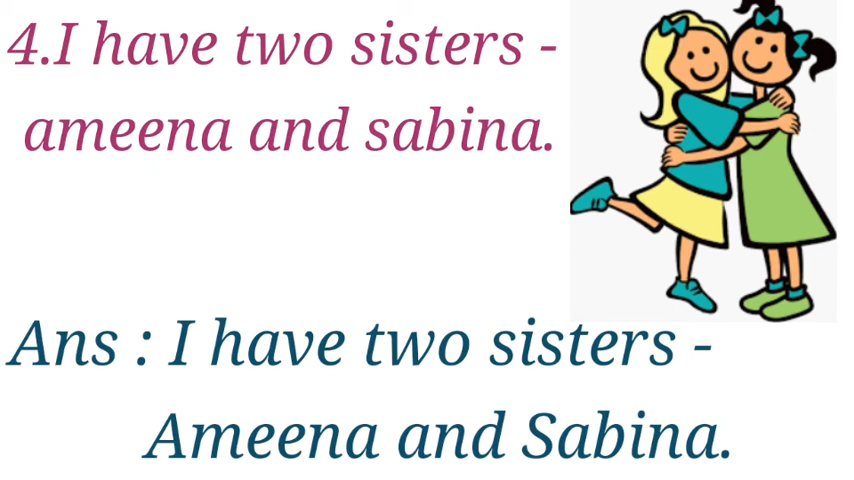 4.I have two sisters -
ameena and sabina.
Ans : I have two sisters -
Ameena and Sabina.